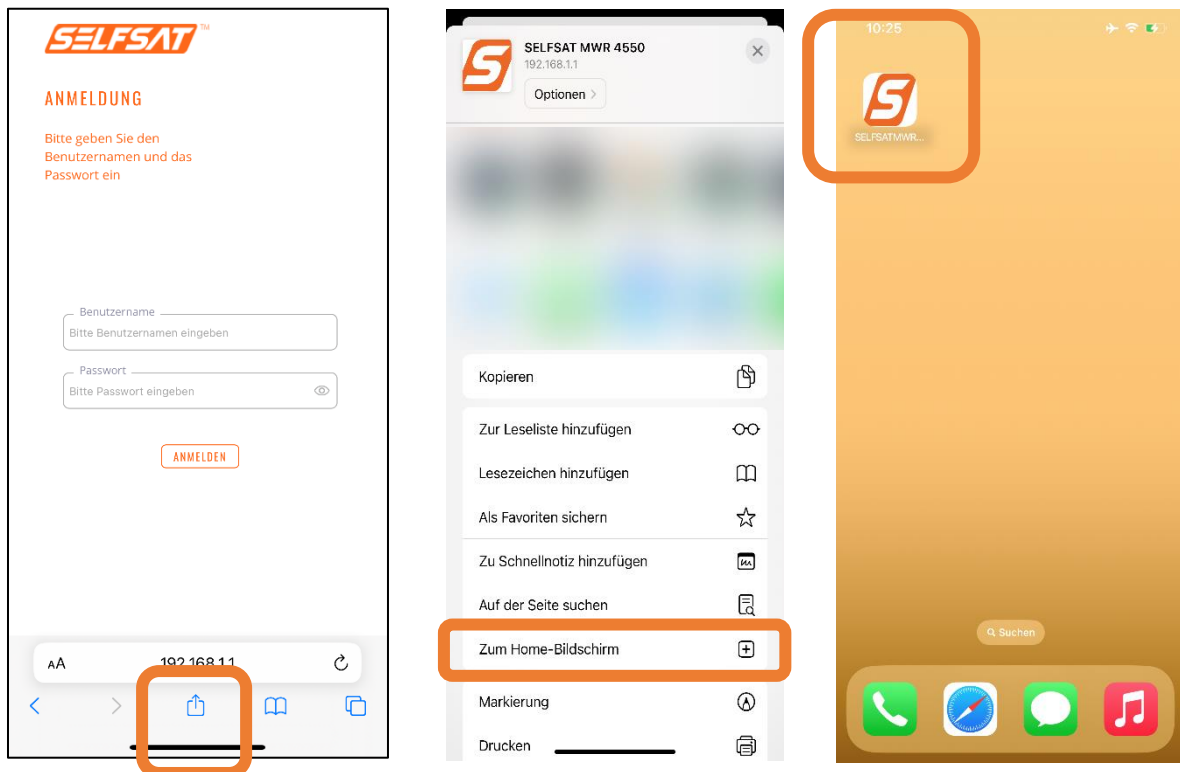 SELFSAT™
ANMELDUNG
Bitte geben Sie den
Benutzernamen und das
Passwort ein
Benutzername
Bitte Benutzernamen eingeben
Passwort
Bitte Passwort eingeben
ANMELDEN
AA
192.168.1.1
SELFSAT MWR 4550
192.168.1.1
Optionen >
Kopieren
Zur Leseliste hinzufügen
Lesezeichen hinzufügen
Als Favoriten sichern
Zu Schnellnotiz hinzufügen
Auf der Seite suchen
Zum Home-Bildschirm
Markierung
Drucken
10:25
S
SELFSATMWR...
Suchen